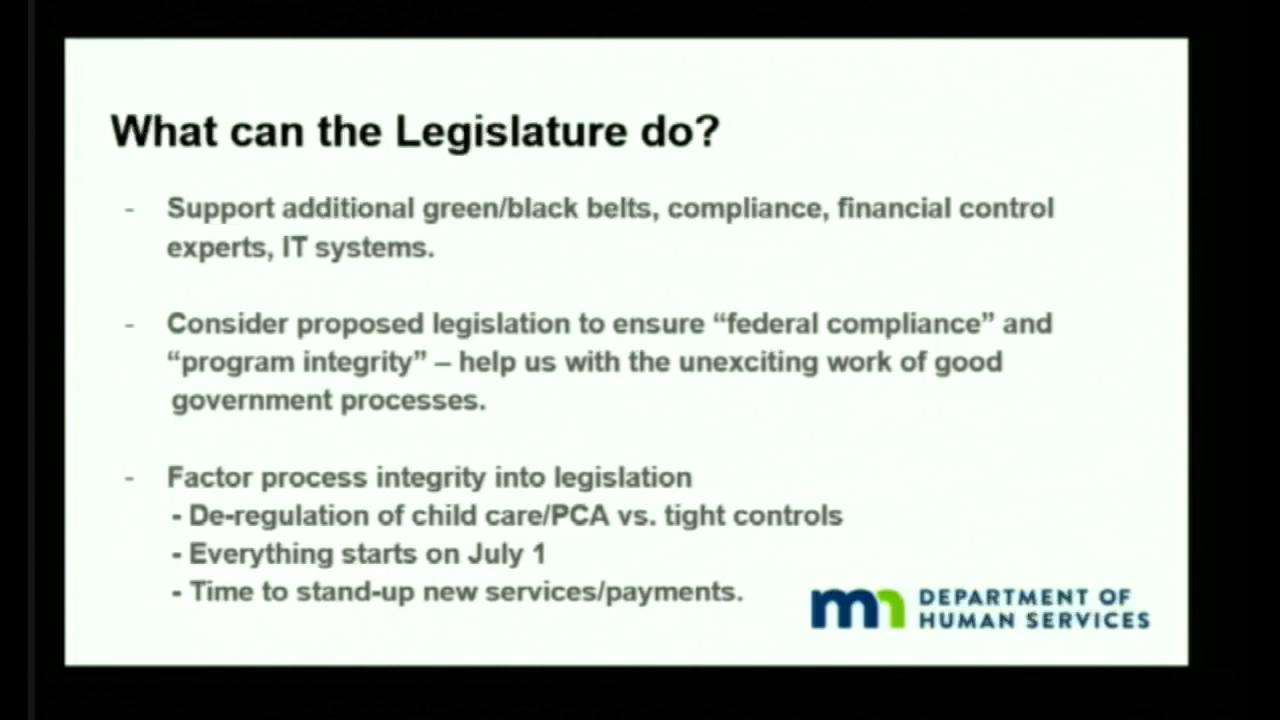 What can the Legislature do?
- Support additional green/black belts, compliance, financial control
experts, IT systems.
- Consider proposed legislation to ensure “federal compliance” and
“program integrity” – help us with the unexciting work of good
government processes.
- Factor process integrity into legislation
- De-regulation of child care/PCA vs. tight controls
- Everything starts on July 1
- Time to stand-up new services/payments.
mn DEPARTMENT OF
HUMAN SERVICES